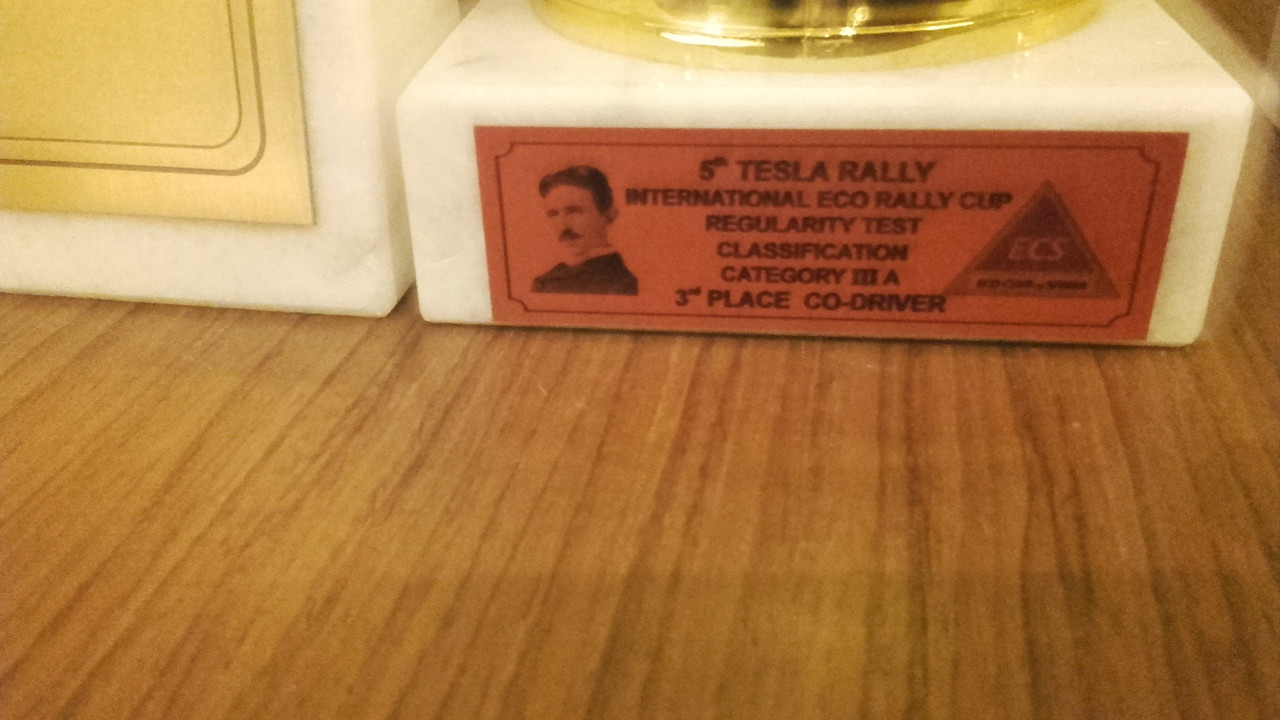 5th TESLA RALLY
INTERNATIONAL ECO RALLY CUP
REGULARITY TEST
CLASSIFICATION
CATEGORY III A
3rd PLACE CO-DRIVER
ECS